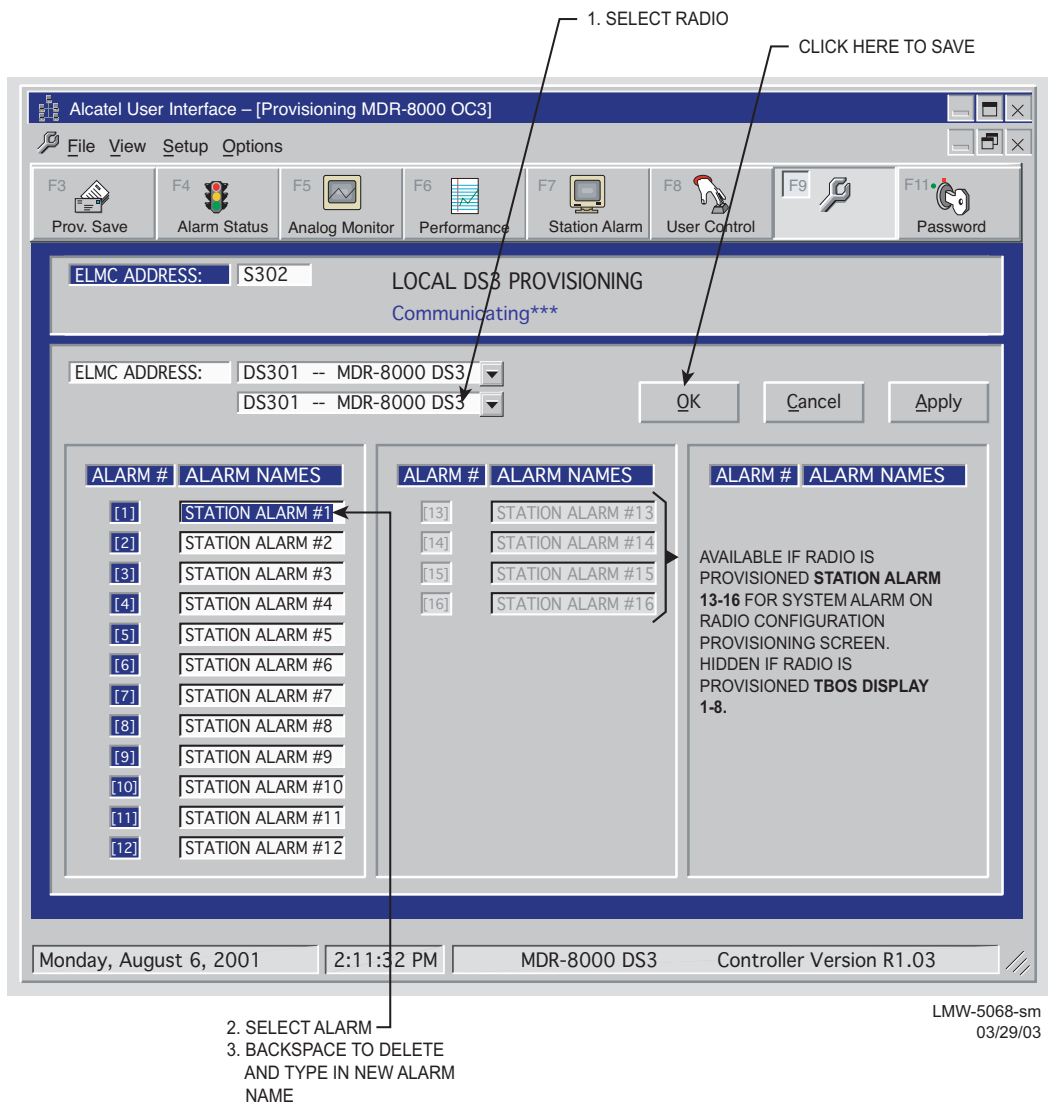 1. SELECT RADIO
CLICK HERE TO SAVE
Alcatel User Interface – [Provisioning MDR-8000 OC3]
File View Setup Options
F3 Prov. Save
F4 Alarm Status
F5 Analog Monitor
F6 Performance
F7 Station Alarm
F8 User Control
F9
F11 Password
ELMC ADDRESS: S302
LOCAL DS3 PROVISIONING
Communicating***
ELMC ADDRESS: DS301 -- MDR-8000 DS3
DS301 -- MDR-8000 DS3
OK Cancel Apply
ALARM # ALARM NAMES
[1] STATION ALARM #1
[2] STATION ALARM #2
[3] STATION ALARM #3
[4] STATION ALARM #4
[5] STATION ALARM #5
[6] STATION ALARM #6
[7] STATION ALARM #7
[8] STATION ALARM #8
[9] STATION ALARM #9
[10] STATION ALARM #10
[11] STATION ALARM #11
[12] STATION ALARM #12
ALARM # ALARM NAMES
[13] STATION ALARM #13
[14] STATION ALARM #14
[15] STATION ALARM #15
[16] STATION ALARM #16
ALARM # ALARM NAMES
AVAILABLE IF RADIO IS
PROVISIONED STATION ALARM
13-16 FOR SYSTEM ALARM ON
RADIO CONFIGURATION
PROVISIONING SCREEN.
HIDDEN IF RADIO IS
PROVISIONED TBOS DISPLAY
1-8.
Monday, August 6, 2001 2:11:32 PM MDR-8000 DS3 Controller Version R1.03
LMW-5068-sm
03/29/03
2. SELECT ALARM
3. BACKSPACE TO DELETE
AND TYPE IN NEW ALARM
NAME